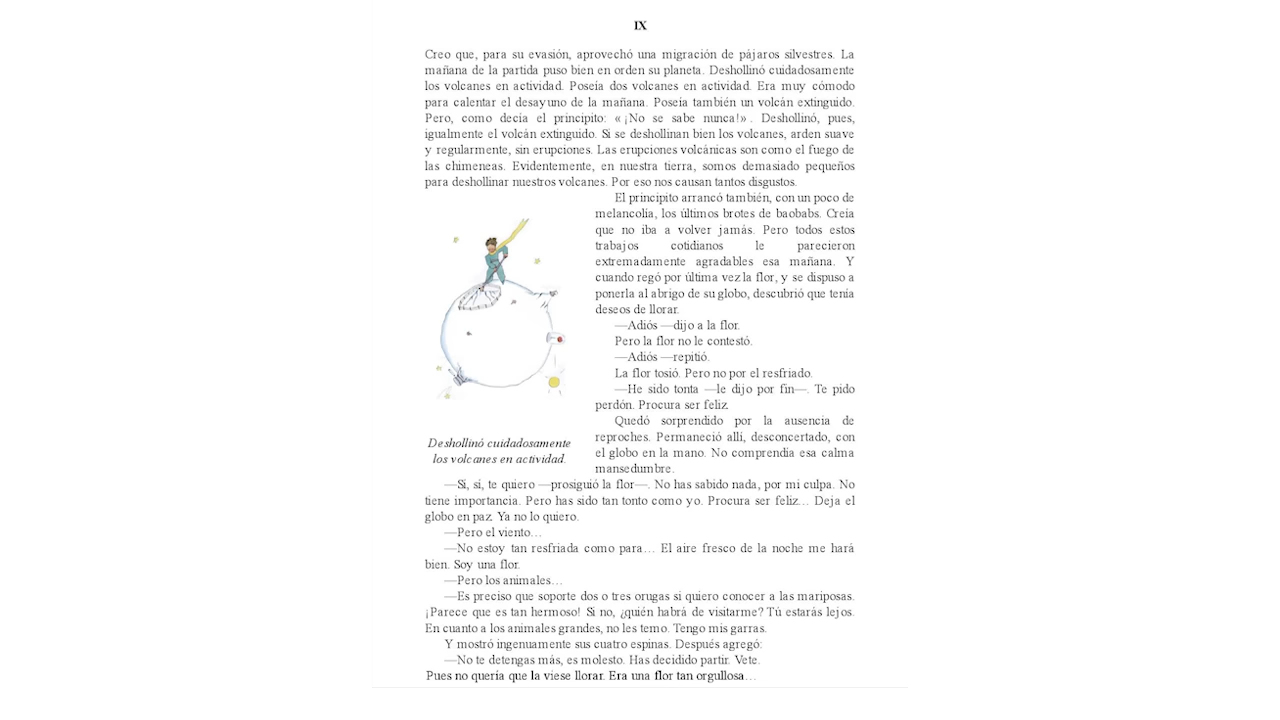 IX
Creo que, para su evasión, aprovechó una migración de pájaros silvestres. La
mañana de la partida puso bien en orden su planeta. Deshollinó cuidadosamente
los volcanes en actividad. Poseía dos volcanes en actividad. Era muy cómodo
para calentar el desayuno de la mañana. Poseía también un volcán extinguido.
Pero, como decía el principito: «¡No se sabe nunca!». Deshollinó, pues,
igualmente el volcán extinguido. Si se deshollinan bien los volcanes, arden suave
y regularmente, sin erupciones. Las erupciones volcánicas son como el fuego de
las chimeneas. Evidentemente, en nuestra tierra, somos demasiado pequeños
para deshollinar nuestros volcanes. Por eso nos causan tantos disgustos.
El principito arrancó también, con un poco de
melancolía, los últimos brotes de baobabs. Creía
que no iba a volver jamás. Pero todos estos
trabajos cotidianos le parecieron
extremadamente agradables esa mañana. Y
cuando regó por última vez la flor, y se dispuso a
ponerla al abrigo de su globo, descubrió que tenía
deseos de llorar.
—Adiós —dijo a la flor.
Pero la flor no le contestó.
—Adiós —repitió.
La flor tosió. Pero no por el resfriado.
—He sido tonta —le dijo por fin—. Te pido
perdón. Procura ser feliz.
Quedó sorprendido por la ausencia de
reproches. Permaneció allí, desconcertado, con
el globo en la mano. No comprendía esa calma
mansedumbre.
Deshollinó cuidadosamente
los volcanes en actividad.
—Sí, sí, te quiero —prosiguió la flor—. No has sabido nada, por mi culpa. No
tiene importancia. Pero has sido tan tonto como yo. Procura ser feliz… Deja el
globo en paz. Ya no lo quiero.
—Pero el viento…
—No estoy tan resfriada como para… El aire fresco de la noche me hará
bien. Soy una flor.
—Pero los animales…
—Es preciso que soporte dos o tres orugas si quiero conocer a las mariposas.
¡Parece que es tan hermoso! Si no, ¿quién habrá de visitarme? Tú estarás lejos.
En cuanto a los animales grandes, no les temo. Tengo mis garras.
Y mostró ingenuamente sus cuatro espinas. Después agregó:
—No te detengas más, es molesto. Has decidido partir. Vete.
Pues no quería que la viese llorar. Era una flor tan orgullosa…